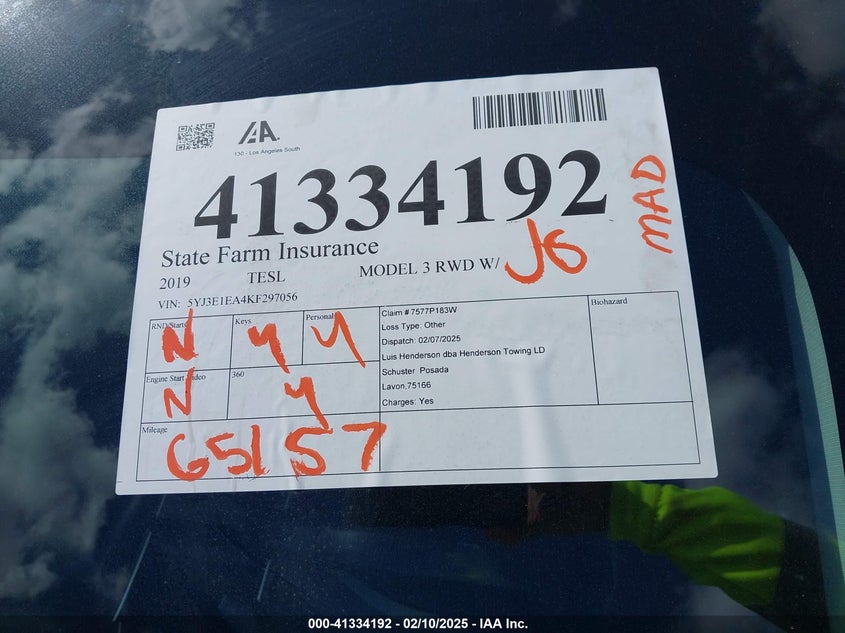 IAA.
130 - Los Angeles South
41334192
MAD
State Farm Insurance
2019 TESL MODEL 3 RWD W/ JG
VIN: 5YJ3E1EA4KF297056
RND/Starts N
Keys Y
Personal Y
Engine Start Video N
360 Y
Mileage
65157
Claim # 7577P183W
Loss Type: Other
Dispatch: 02/07/2025
Luis Henderson dba Henderson Towing LD
Schuster Posada
Lavon,75166
Charges: Yes
Biohazard
000-41334192 - 02/10/2025 - IAA Inc.